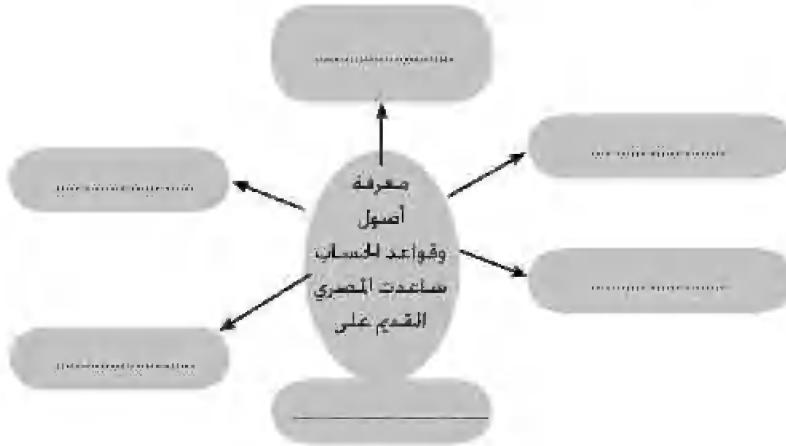 معرفة
أصول
وقواعد الحساب
ساعدت المصري
القديم على